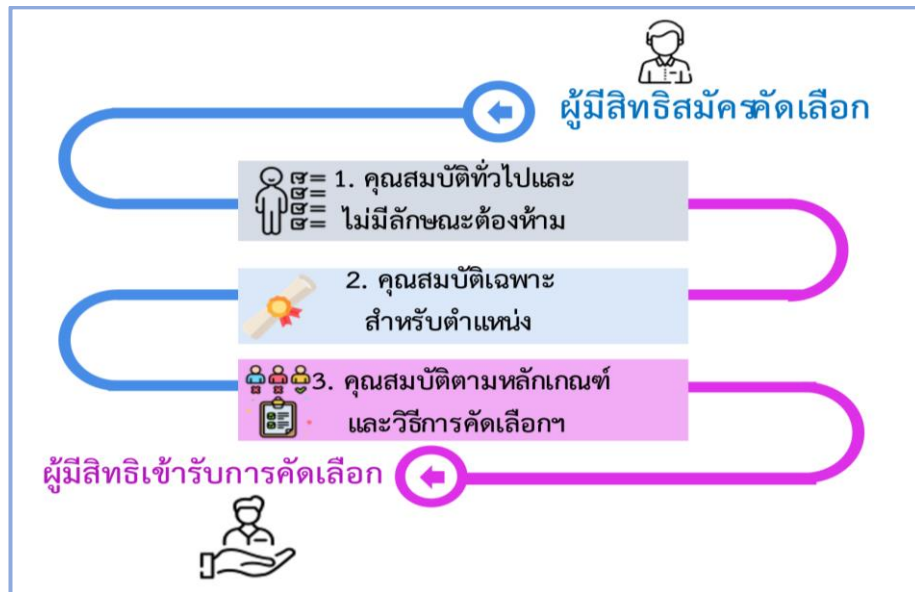 ผู้มีสิทธิสมัครคัดเลือก
1. คุณสมบัติทั่วไปและ
ไม่มีลักษณะต้องห้าม
2. คุณสมบัติเฉพาะ
สำหรับตำแหน่ง
3. คุณสมบัติตามหลักเกณฑ์
และวิธีการคัดเลือกฯ
ผู้มีสิทธิเข้ารับการคัดเลือก